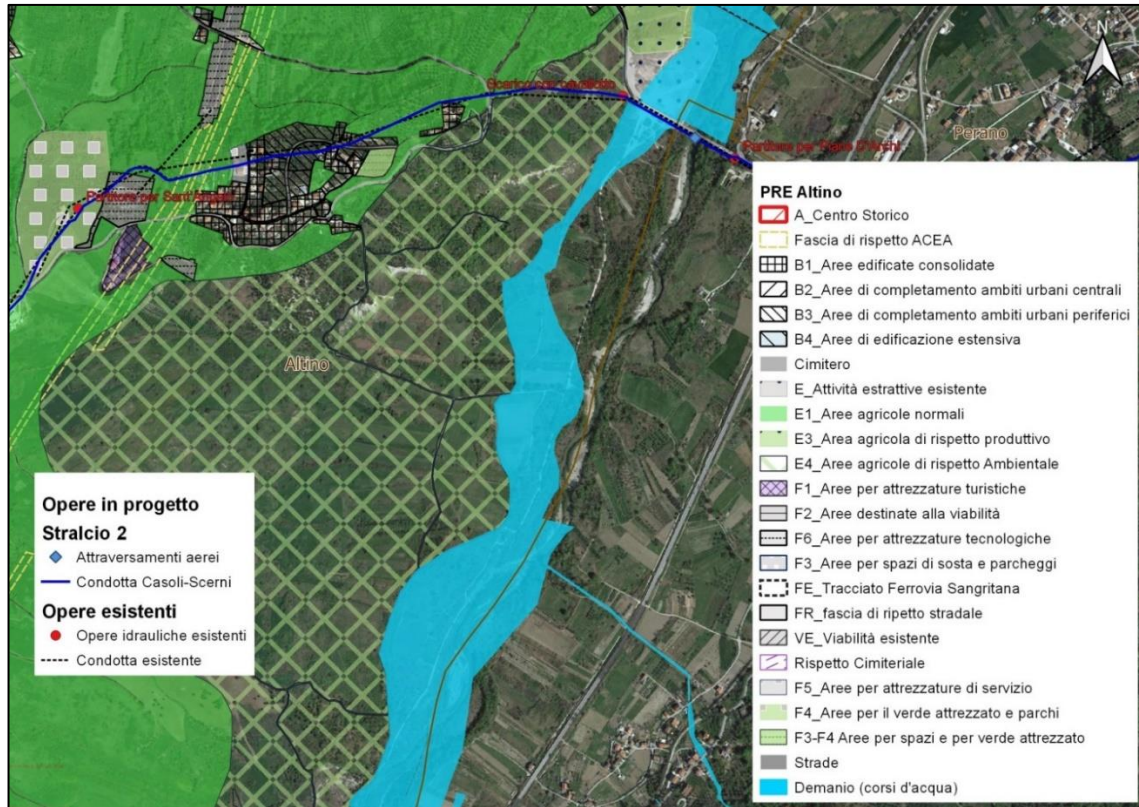 N
Scarico con cavalletto
Perano
Partitore per Piane D'Archi
Partitore per Sant'Angelo
Altino
PRE Altino
A_Centro Storico
Fascia di rispetto ACEA
B1_Aree edificate consolidate
B2_Aree di completamento ambiti urbani centrali
B3_Aree di completamento ambiti urbani periferici
B4_Aree di edificazione estensiva
Cimitero
E_Attività estrattive esistente
E1_Aree agricole normali
E3_Area agricola di rispetto produttivo
E4_Aree agricole di rispetto Ambientale
F1_Aree per attrezzature turistiche
F2_Aree destinate alla viabilità
F6_Aree per attrezzature tecnologiche
F3_Aree per spazi di sosta e parcheggi
FE_Tracciato Ferrovia Sangritana
FR_fascia di ripetto stradale
VE_Viabilità esistente
Rispetto Cimiteriale
F5_Aree per attrezzature di servizio
F4_Aree per il verde attrezzato e parchi
F3-F4 Aree per spazi e per verde attrezzato
Strade
Demanio (corsi d'acqua)
Opere in progetto
Stralcio 2
Attraversamenti aerei
Condotta Casoli-Scerni
Opere esistenti
Opere idrauliche esistenti
Condotta esistente